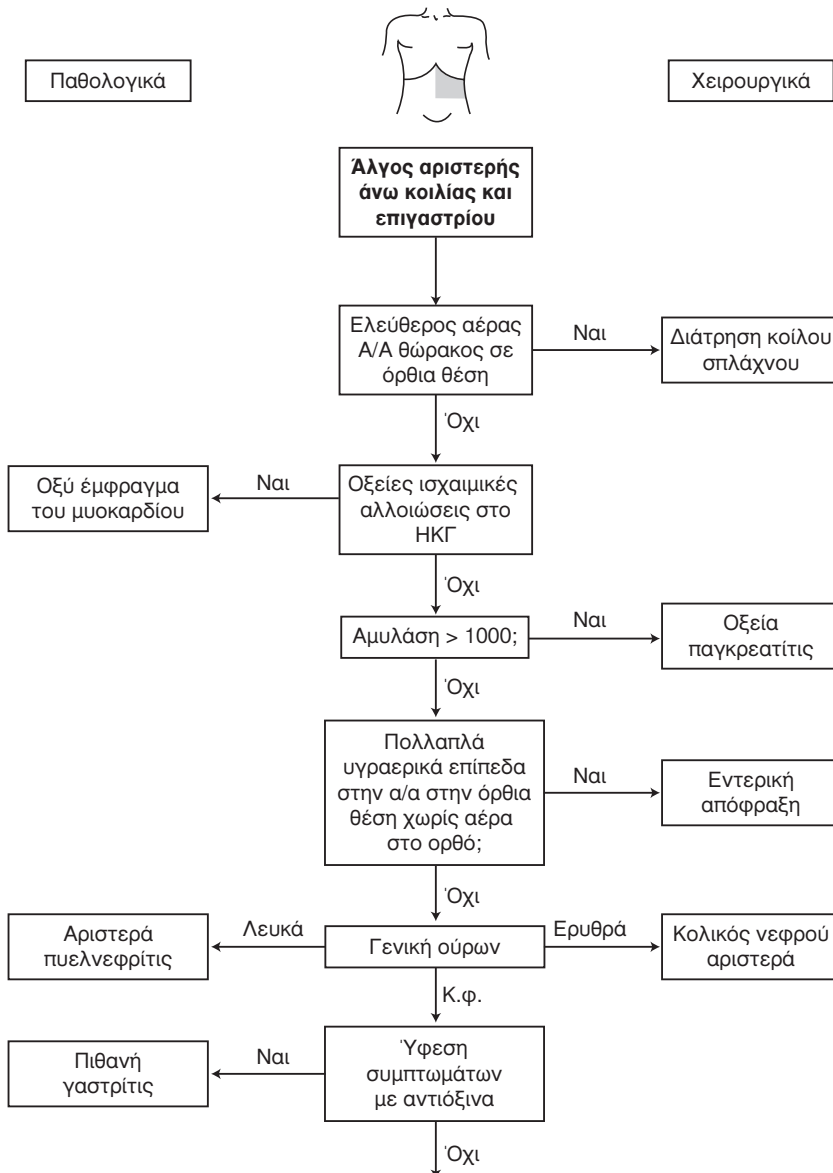 Παθολογικά
Χειρουργικά
Άλγος αριστερής
άνω κοιλίας και
επιγαστρίου
Ελεύθερος αέρας
Α/Α θώρακος σε
όρθια θέση
Ναι
Διάτρηση κοίλου
σπλάχνου
Όχι
Οξύ έμφραγμα
του μυοκαρδίου
Ναι
Οξείες ισχαιμικές
αλλοιώσεις στο
ΗΚΓ
Όχι
Αμυλάση > 1000;
Ναι
Οξεία
παγκρεατίτις
Όχι
Πολλαπλά
υγραερικά επίπεδα
στην α/α στην όρθια
θέση χωρίς αέρα
στο ορθό;
Ναι
Εντερική
απόφραξη
Όχι
Αριστερά
πυελνεφρίτις
Λευκά
Γενική ούρων
Ερυθρά
Κολικός νεφρού
αριστερά
Κ.φ.
Πιθανή
γαστρίτις
Ναι
Ύφεση
συμπτωμάτων
με αντιόξινα
Όχι